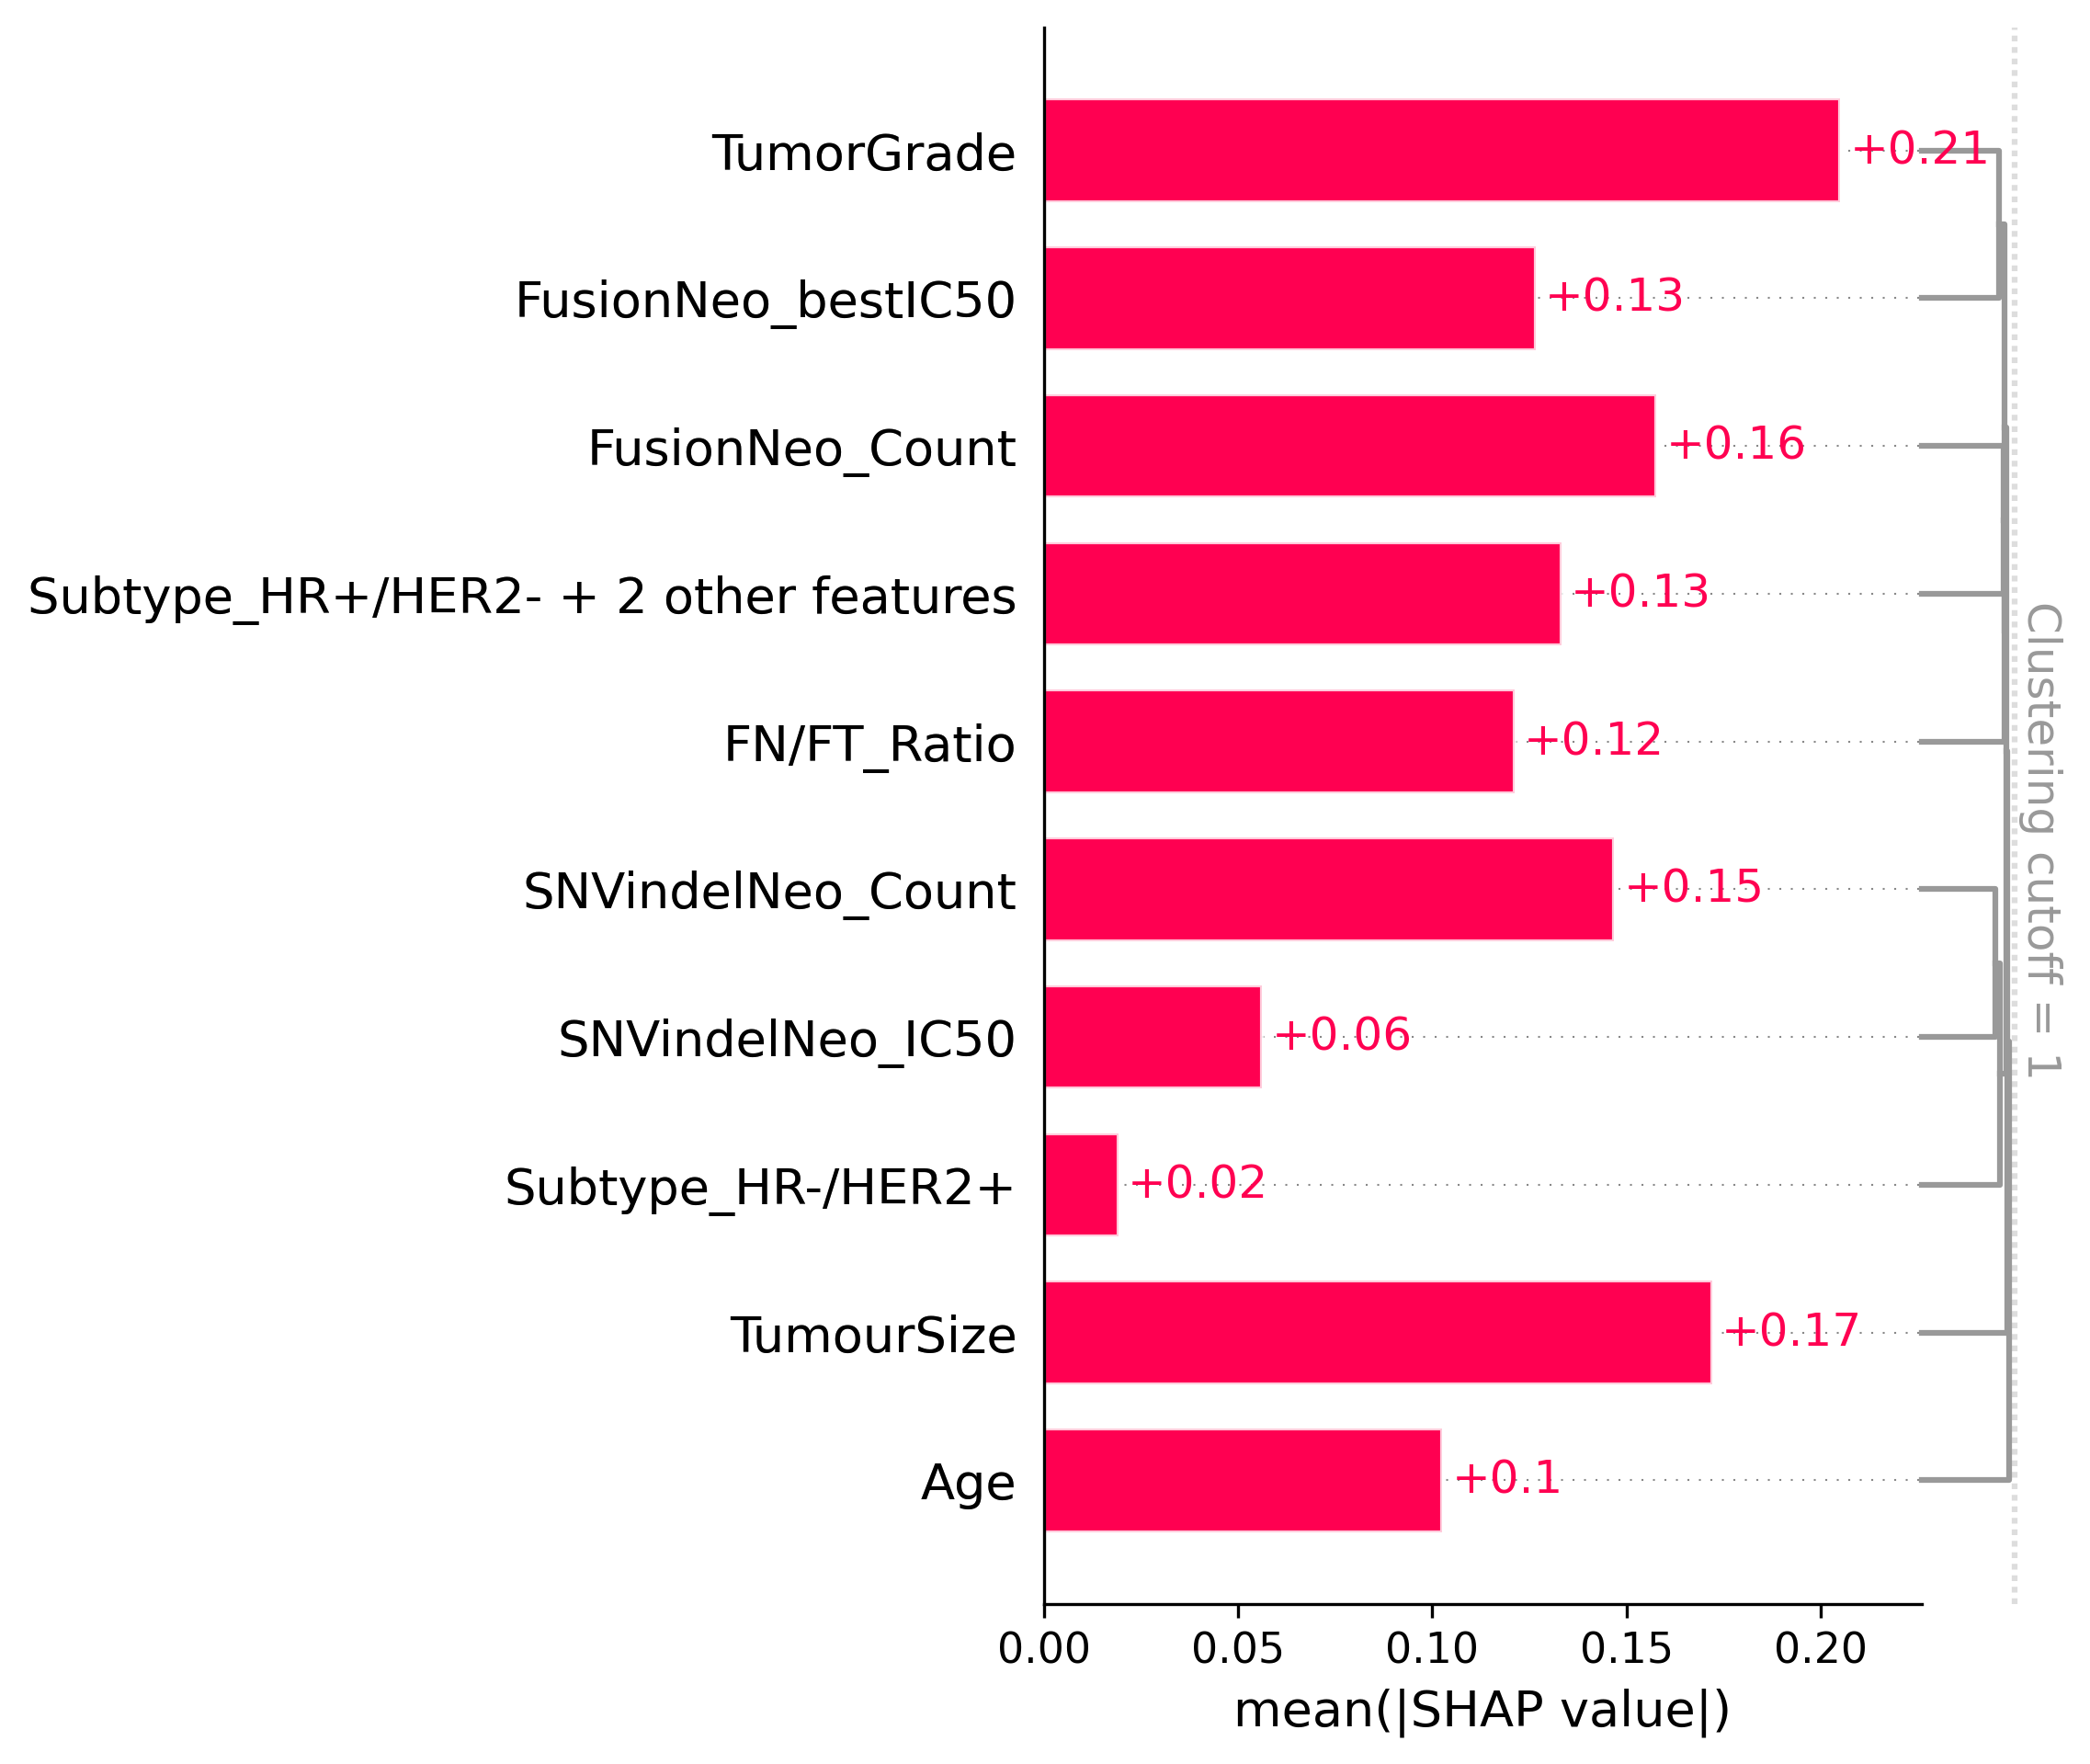 TumorGrade +0.21
FusionNeo_bestIC50 +0.13
FusionNeo_Count +0.16
Subtype_HR+/HER2- + 2 other features +0.13
FN/FT_Ratio +0.12
SNVindelNeo_Count +0.15
SNVindelNeo_IC50 +0.06
Subtype_HR-/HER2+ +0.02
TumourSize +0.17
Age +0.1
Clustering cutoff = 1
0.00 0.05 0.10 0.15 0.20
mean(|SHAP value|)